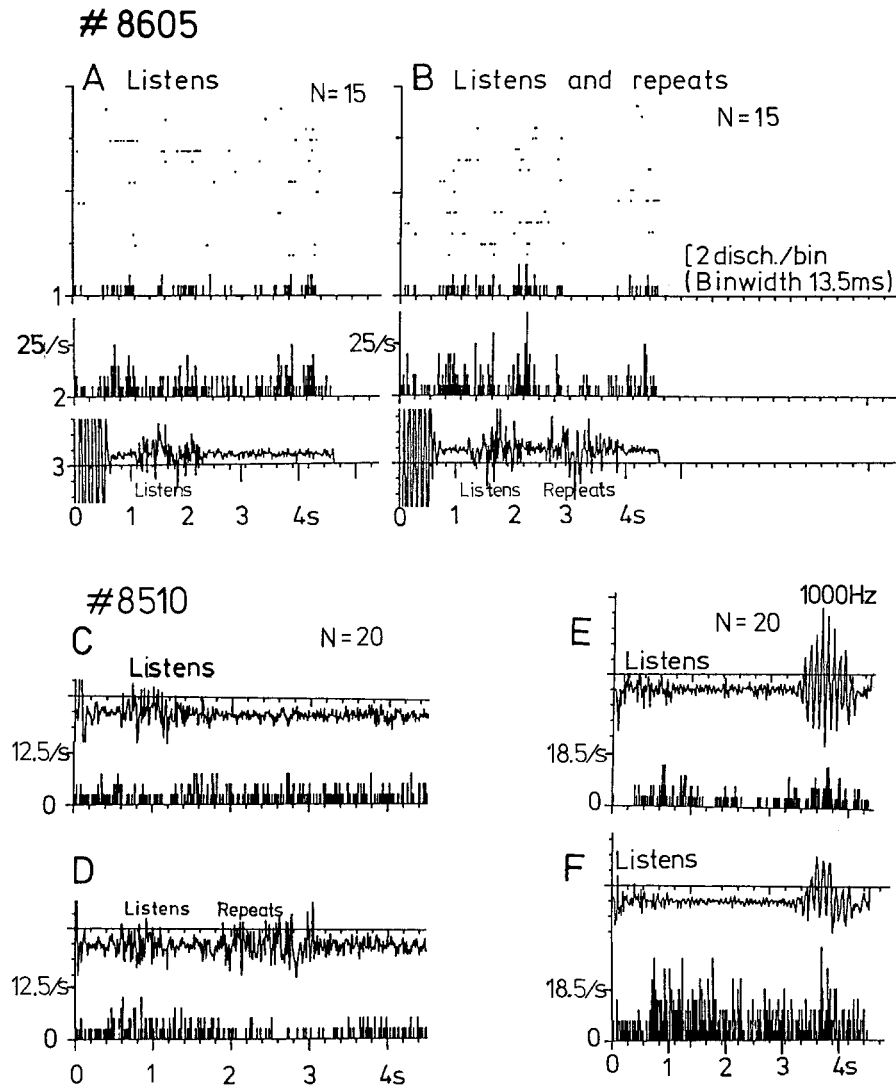 # 8605
A Listens
N = 15
B Listens and repeats
N = 15
[2 disch./bin
(Binwidth 13.5ms)
1
1
25/s
2
25/s
2
3
Listens
1 2 3 4s
0
3
Listens Repeats
0 1 2 3 4s
#8510
C
N = 20
Listens
12.5/s
0
D
Listens Repeats
12.5/s
0
0 1 2 3 4s
1000Hz
E
N = 20
Listens
18.5/s
0
F
Listens
18.5/s
0
0 1 2 3 4s